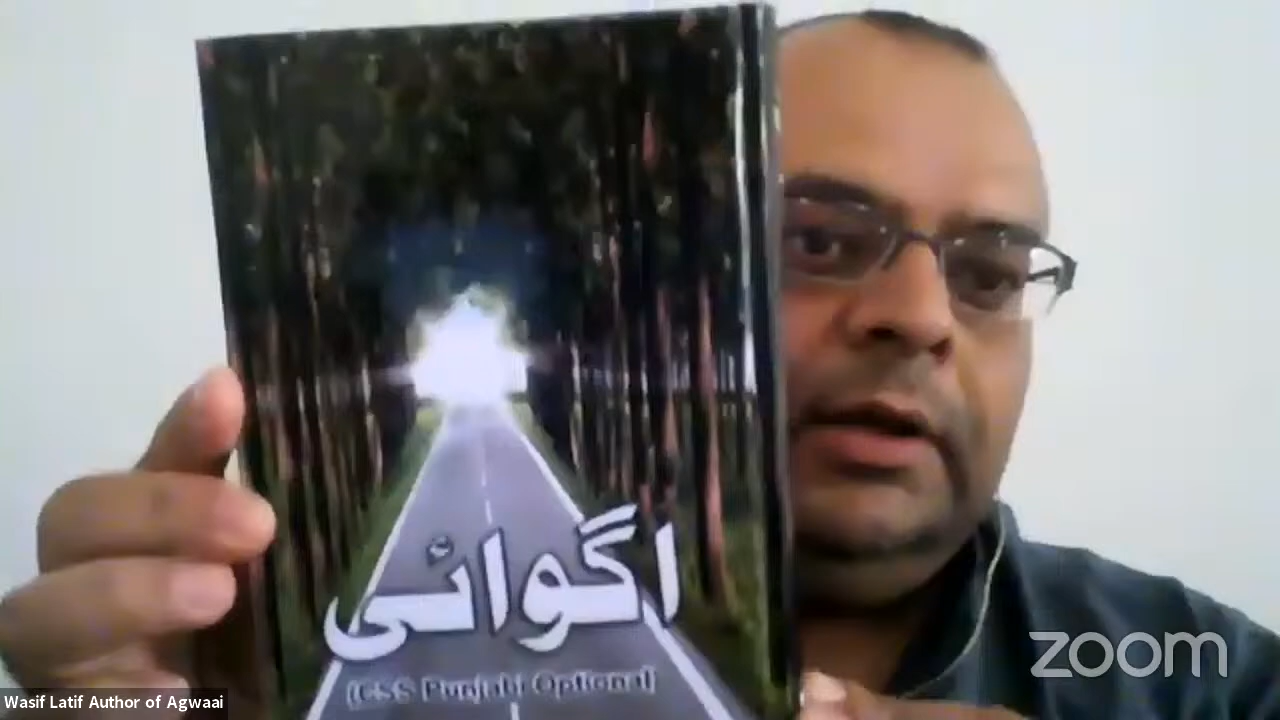 اگوائی
[CSS Punjabi Optional]
zoom
Wasif Latif Author of Agwaai